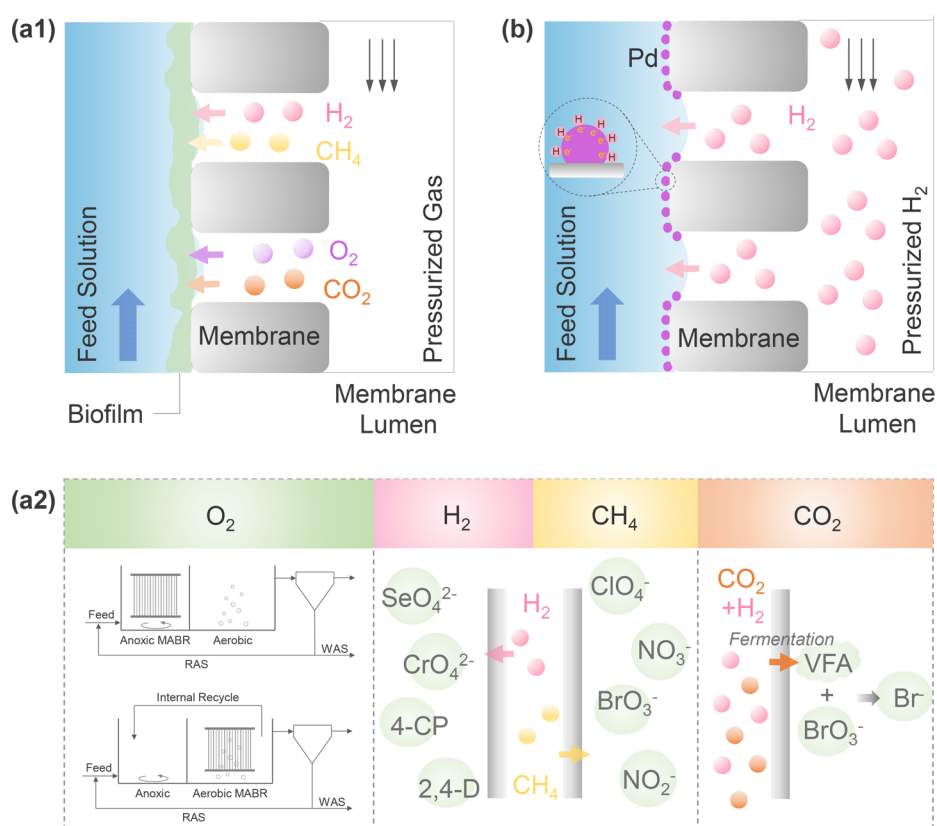 (a1)
H₂
CH₄
O₂
CO₂
Feed Solution
Pressurized Gas
Membrane
Biofilm
Membrane
Lumen
(b)
Pd
H
H
H
H
H
H
H
e⁻
e⁻
e⁻
e⁻
e⁻
H₂
Feed Solution
Pressurized H₂
Membrane
Membrane
Lumen
(a2)
O₂
H₂
CH₄
CO₂
Feed
Anoxic MABR
Aerobic
RAS
WAS
Internal Recycle
Feed
Anoxic
Aerobic MABR
RAS
WAS
SeO₄²⁻
CrO₄²⁻
4-CP
2,4-D
H₂
CH₄
ClO₄⁻
NO₃⁻
BrO₃⁻
NO₂⁻
CO₂
+H₂
Fermentation
VFA
+
BrO₃⁻
Br⁻